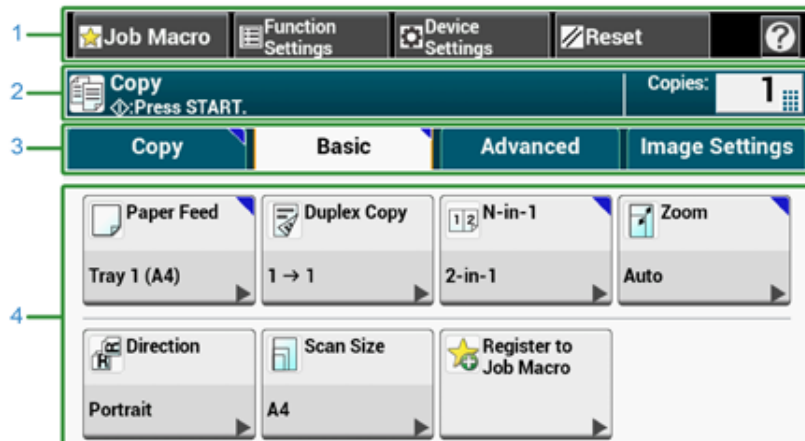 1
Job Macro
Function Settings
Device Settings
Reset
?
2
Copy
:Press START.
Copies:
1
3
Copy
Basic
Advanced
Image Settings
4
Paper Feed
Tray 1 (A4)
Duplex Copy
1 → 1
1 2
N-in-1
2-in-1
Zoom
Auto
Direction
Portrait
Scan Size
A4
Register to
Job Macro